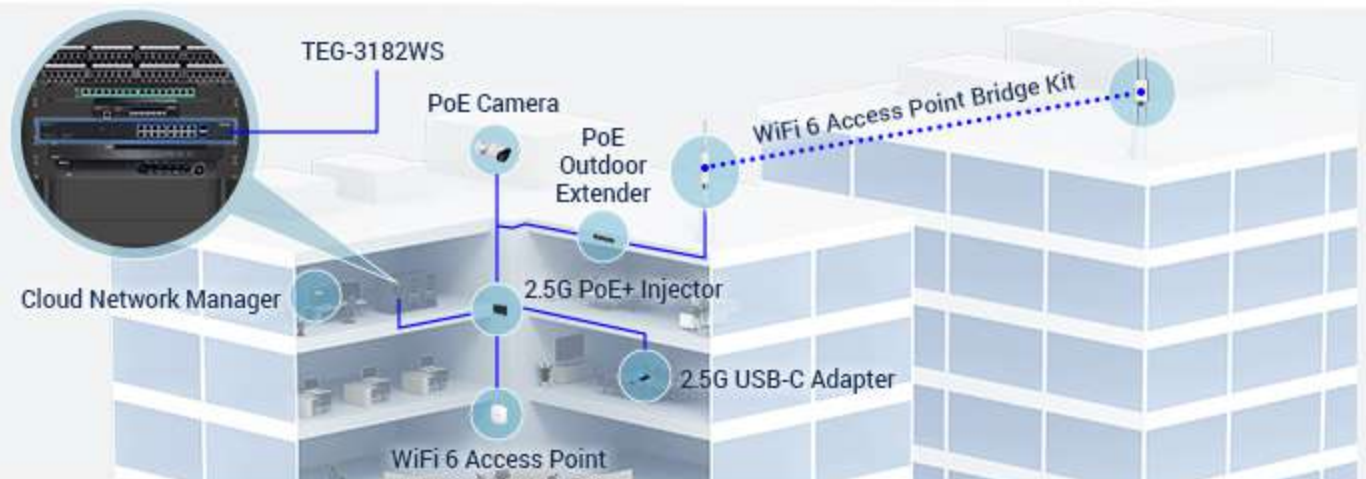 TEG-3182WS
PoE Camera
PoE
Outdoor
Extender
WiFi 6 Access Point Bridge Kit
Cloud Network Manager
2.5G PoE+ Injector
2.5G USB-C Adapter
WiFi 6 Access Point